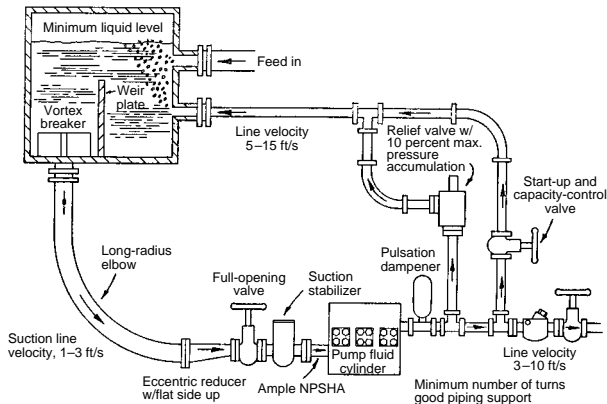 Minimum liquid level
Feed in
Weir
plate
Vortex
breaker
Line velocity
5–15 ft/s
Relief valve w/
10 percent max.
pressure
accumulation
Start-up and
capacity-control
valve
Long-radius
elbow
Full-opening
valve
Suction
stabilizer
Pulsation
dampener
Suction line
velocity, 1–3 ft/s
Pump fluid
cylinder
Line velocity
3–10 ft/s
Eccentric reducer
w/flat side up
Ample NPSHA
Minimum number of turns
good piping support